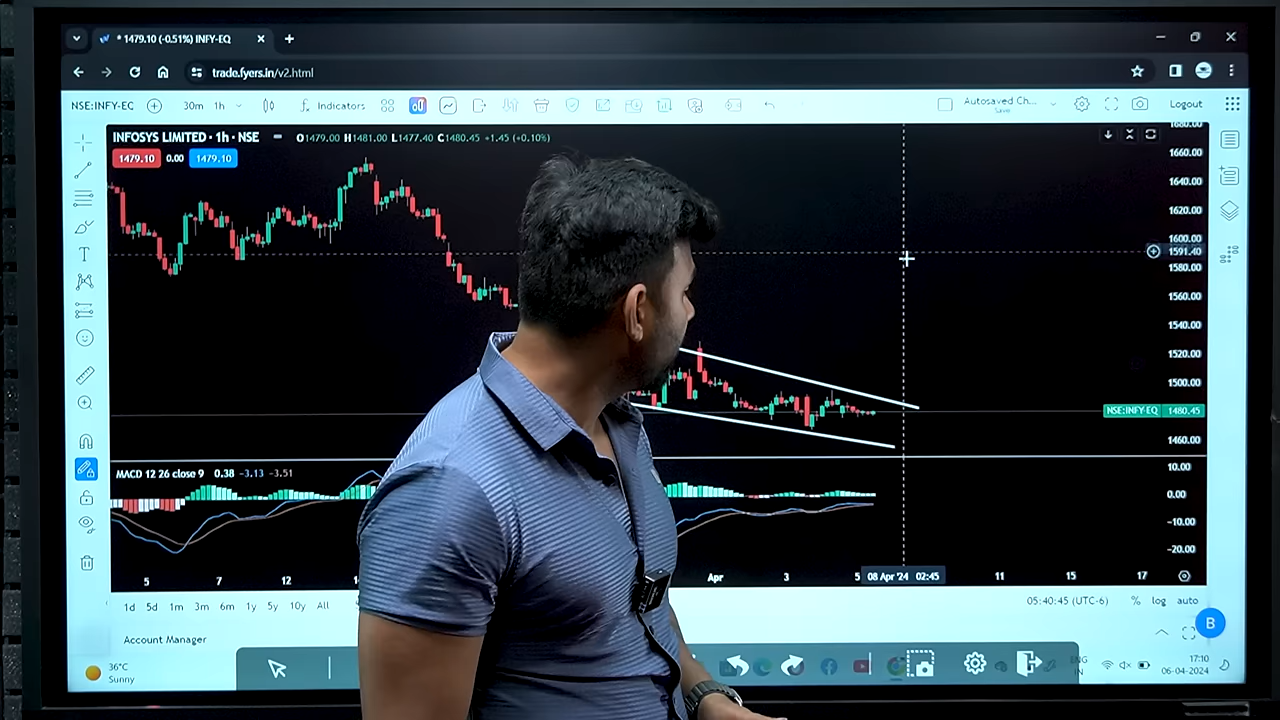 * 1479.10 (-0.51%) INFY-EQ
trade.fyers.in/v2.html
NSE:INFY-EC 30m 1h Indicators Autosaved Ch... Save Logout
INFOSYS LIMITED · 1h · NSE O1479.00 H1481.00 L1477.40 C1480.45 +1.45 (+0.10%)
1479.10 0.00 1479.10
1680.00
1660.00
1640.00
1620.00
1600.00
1591.40
1580.00
1560.00
1540.00
1520.00
1500.00
NSE:INFY-EQ 1480.45
1460.00
MACD 12 26 close 9 0.38 -3.13 -3.51
10.00
0.00
-10.00
-20.00
5 7 12 Apr 3 5 08 Apr '24 02:45 11 15 17
1d 5d 1m 3m 6m 1y 5y 10y All 05:40:45 (UTC-6) % log auto
B
Account Manager
36°C
Sunny
ENG
IN
17:10
06-04-2024